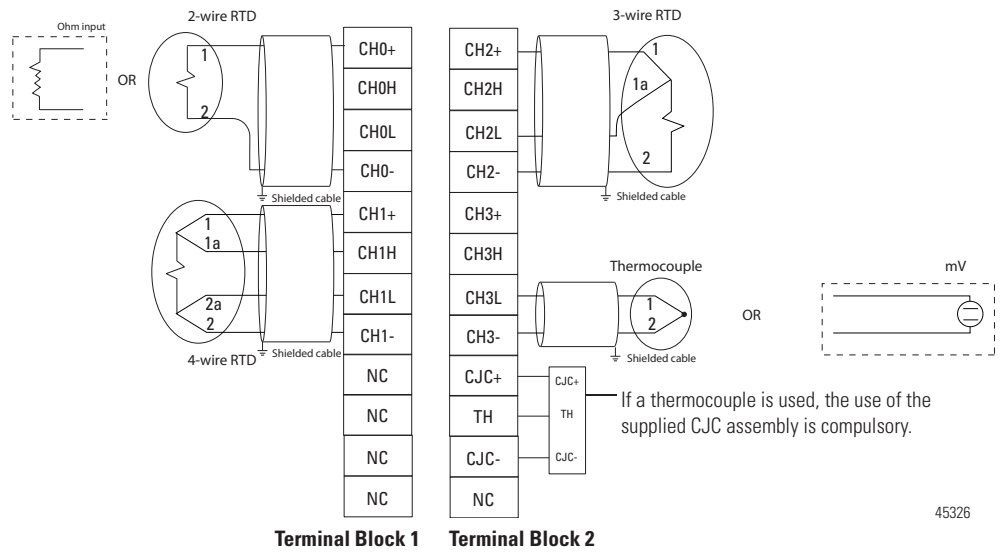 2-wire RTD
Ohm input
OR
1
2
Shielded cable
1
1a
2a
2
Shielded cable
4-wire RTD
CH0+
CH0H
CH0L
CH0-
CH1+
CH1H
CH1L
CH1-
NC
NC
NC
NC
Terminal Block 1
CH2+
CH2H
CH2L
CH2-
CH3+
CH3H
CH3L
CH3-
CJC+
TH
CJC-
NC
Terminal Block 2
3-wire RTD
1
1a
2
Shielded cable
Thermocouple
1
2
Shielded cable
OR
mV
CJC+
TH
CJC-
If a thermocouple is used, the use of the
supplied CJC assembly is compulsory.
45326